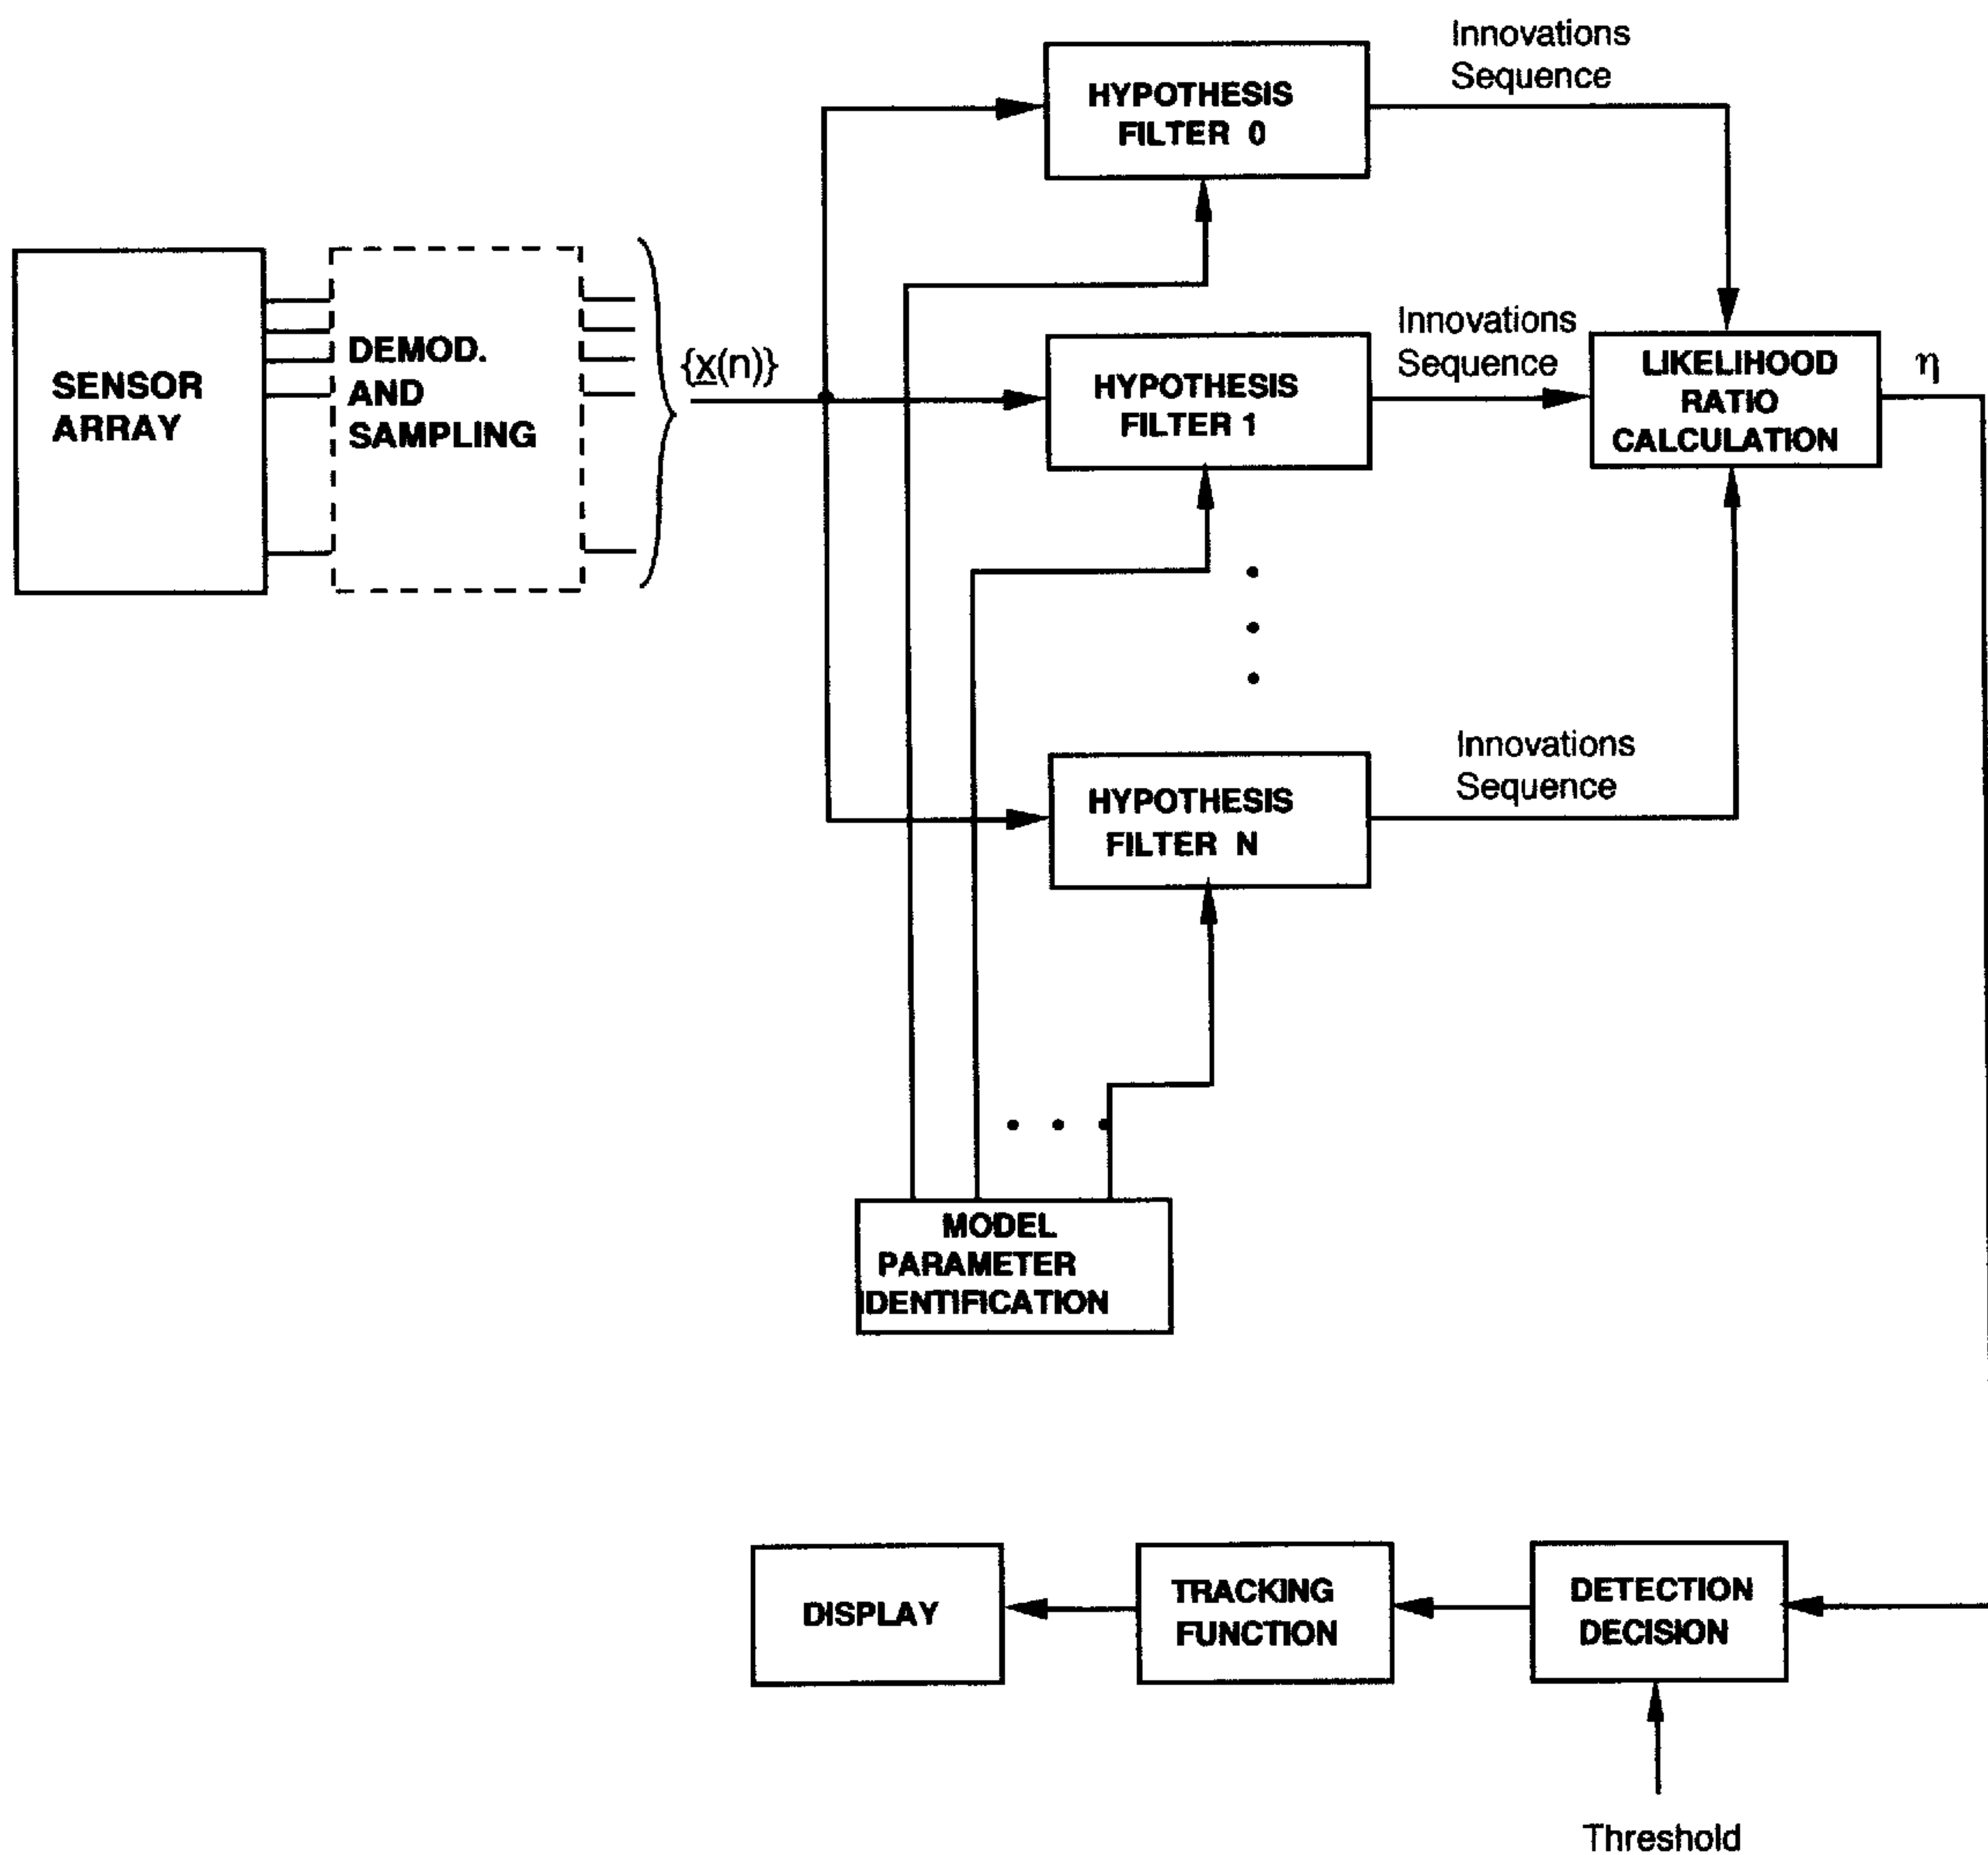 SENSOR
ARRAY
DEMOD.
AND
SAMPLING
{x(n)}
HYPOTHESIS
FILTER 0
Innovations
Sequence
HYPOTHESIS
FILTER 1
Innovations
Sequence
LIKELIHOOD
RATIO
CALCULATION
η
HYPOTHESIS
FILTER N
Innovations
Sequence
MODEL
PARAMETER
IDENTIFICATION
DISPLAY
TRACKING
FUNCTION
DETECTION
DECISION
Threshold